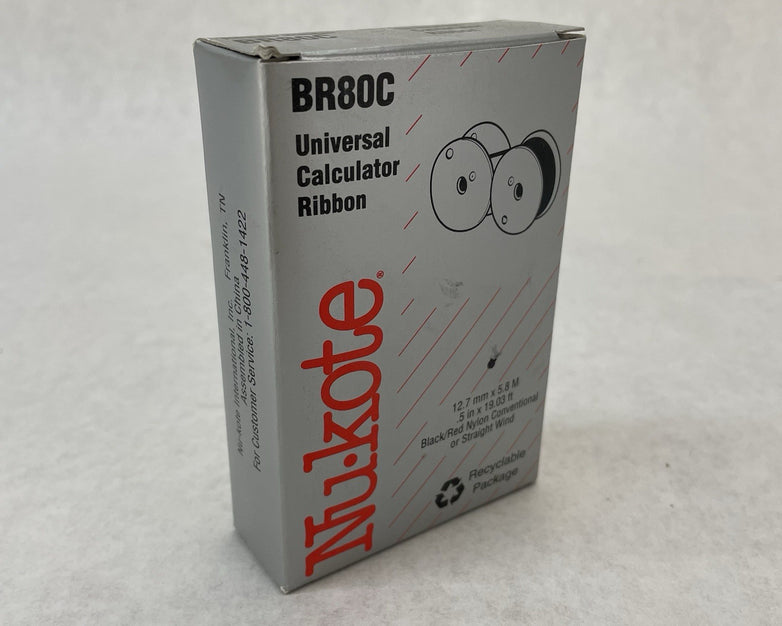 BR80C
BR80C
Universal
Calculator
Ribbon
Nu-kote®
12.7 mm x 5.8 M
.5 in x 19.03 ft
Black/Red Nylon Conventional
or Straight Wind
Recyclable
Package
Nu-kote International, Inc. Franklin, TN
Assembled in China
For Customer Service: 1-800-448-1422